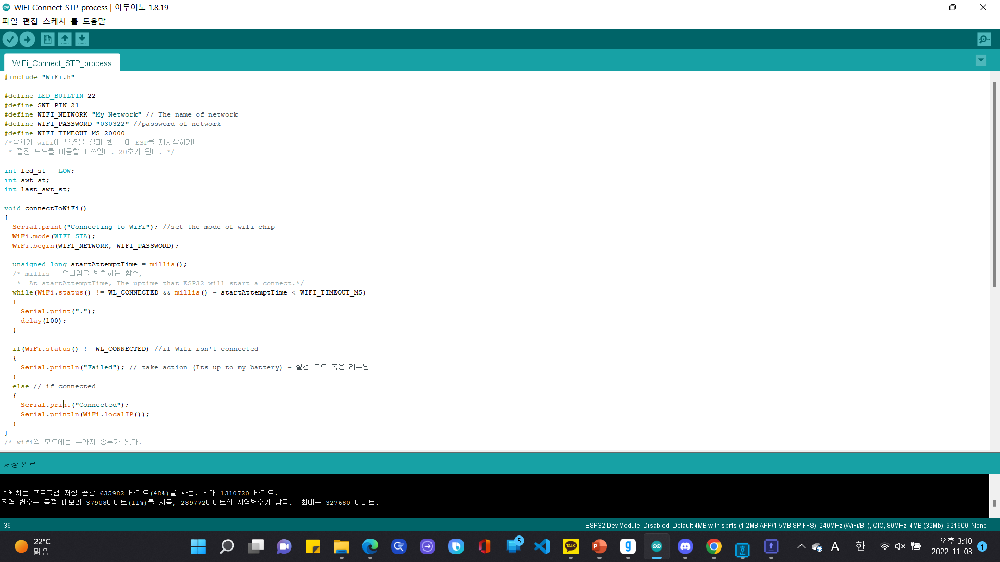 WiFi_Connect_STP_process | 아두이노 1.8.19
파일 편집 스케치 툴 도움말
WiFi_Connect_STP_process
#include "WiFi.h"
#define LED_BUILTIN 22
#define SWT_PIN 21
#define WIFI_NETWORK "My Network" // The name of network
#define WIFI_PASSWORD "030322" //password of network
#define WIFI_TIMEOUT_MS 20000
/*장치가 wifi에 연결을 실패 했을 때 ESP를 재시작하거나
* 절전 모드를 이용할 때쓰인다. 20초가 된다. */
int led_st = LOW;
int swt_st;
int last_swt_st;
void connectToWiFi()
{
Serial.print("Connecting to WiFi"); //set the mode of wifi chip
WiFi.mode(WIFI_STA);
WiFi.begin(WIFI_NETWORK, WIFI_PASSWORD);
unsigned long startAttemptTime = millis();
/* millis - 업타임을 반환하는 함수,
*  At startAttemptTime, The uptime that ESP32 will start a connect.*/
while(WiFi.status() != WL_CONNECTED && millis() - startAttemptTime < WIFI_TIMEOUT_MS)
{
Serial.print(".");
delay(100);
}
if(WiFi.status() != WL_CONNECTED) //if Wifi isn't connected
{
Serial.println("Failed"); // take action (Its up to my battery) - 절전 모드 혹은 리부팅
}
else // if connected
{
Serial.print("Connected");
Serial.println(WiFi.localIP());
}
}
/* wifi의 모드에는 두가지 종류가 있다.
저장 완료.
스케치는 프로그램 저장 공간 635982 바이트(48%)를 사용. 최대 1310720 바이트.
전역 변수는 동적 메모리 37908바이트(11%)를 사용, 289772바이트의 지역변수가 남음.  최대는 327680 바이트.
36
ESP32 Dev Module, Disabled, Default 4MB with spiffs (1.2MB APP/1.5MB SPIFFS), 240MHz (WiFi/BT), QIO, 80MHz, 4MB (32Mb), 921600, None
22°C
맑음
5
TALK
A
한
오후 3:10
2022-11-03
1